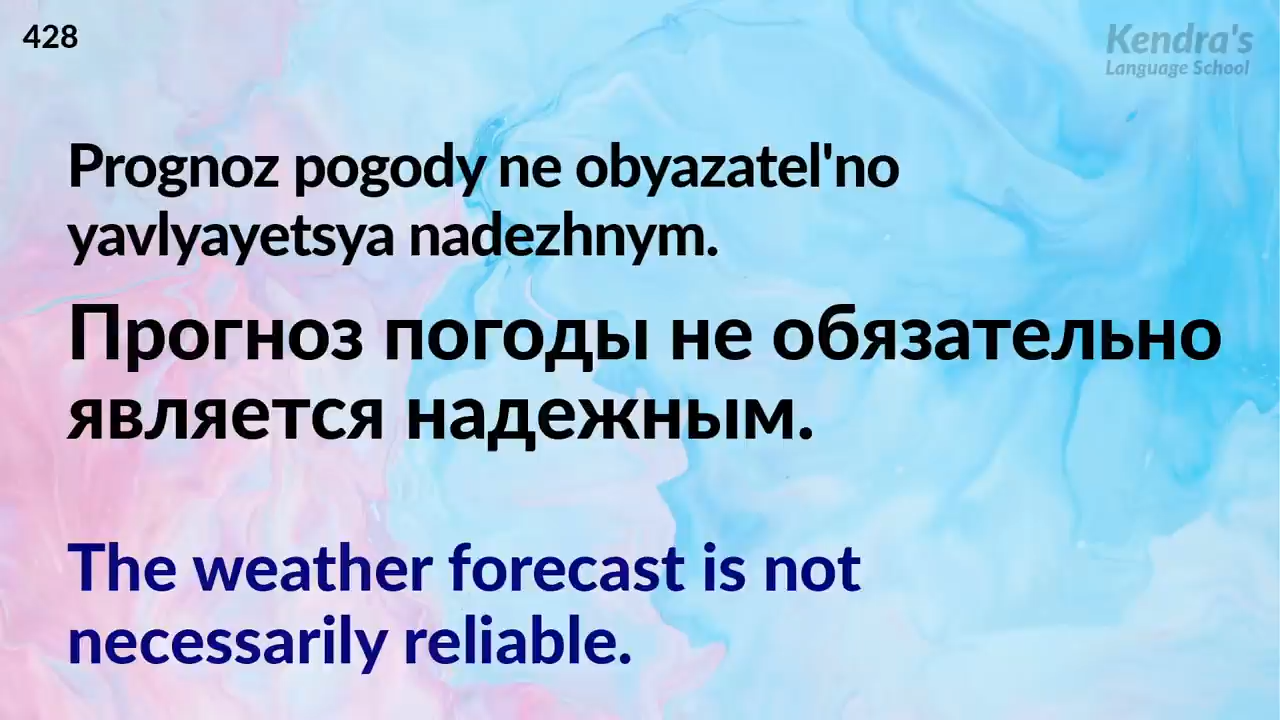 428
Kendra's
Language School
Prognoz pogody ne obyazatel'no
yavlyayetsya nadezhnym.
Прогноз погоды не обязательно
является надежным.
The weather forecast is not
necessarily reliable.